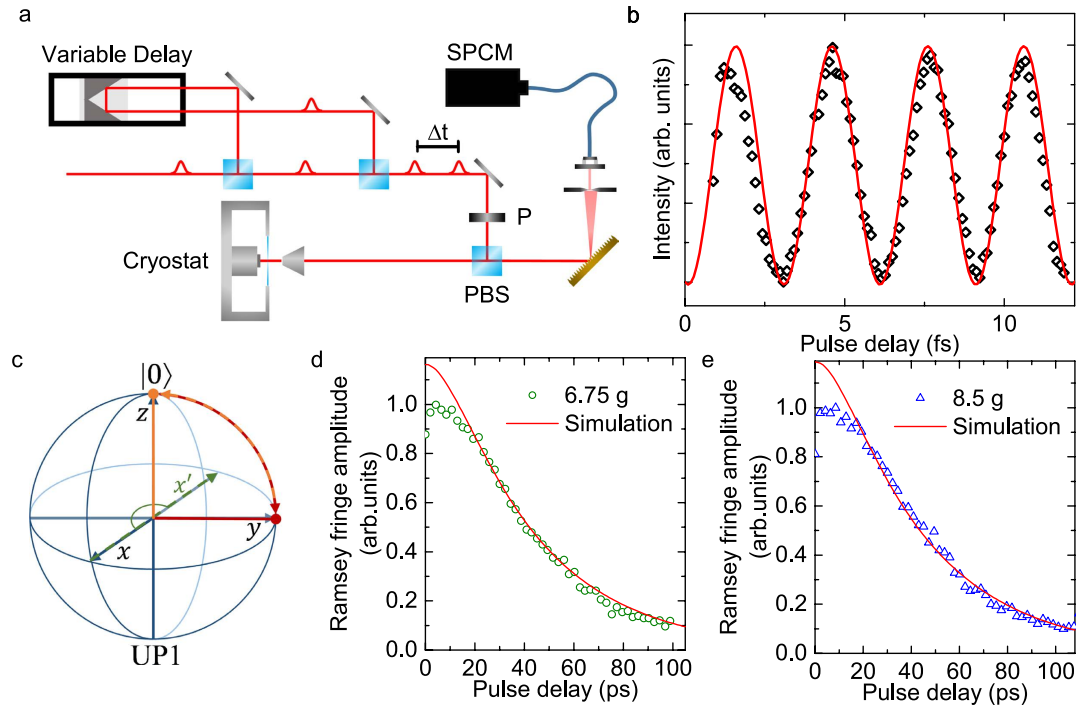 a
Variable Delay
SPCM
Δt
P
Cryostat
PBS
b
Intensity (arb. units)
0
5
10
Pulse delay (fs)
c
|0⟩
z
x′
x
y
UP1
d
Ramsey fringe amplitude
(arb.units)
1.0
0.8
0.6
0.4
0.2
0.0
6.75 g
Simulation
0 20 40 60 80 100
Pulse delay (ps)
e
Ramsey fringe amplitude
(arb.units)
1.0
0.8
0.6
0.4
0.2
0.0
8.5 g
Simulation
0 20 40 60 80 100
Pulse delay (ps)